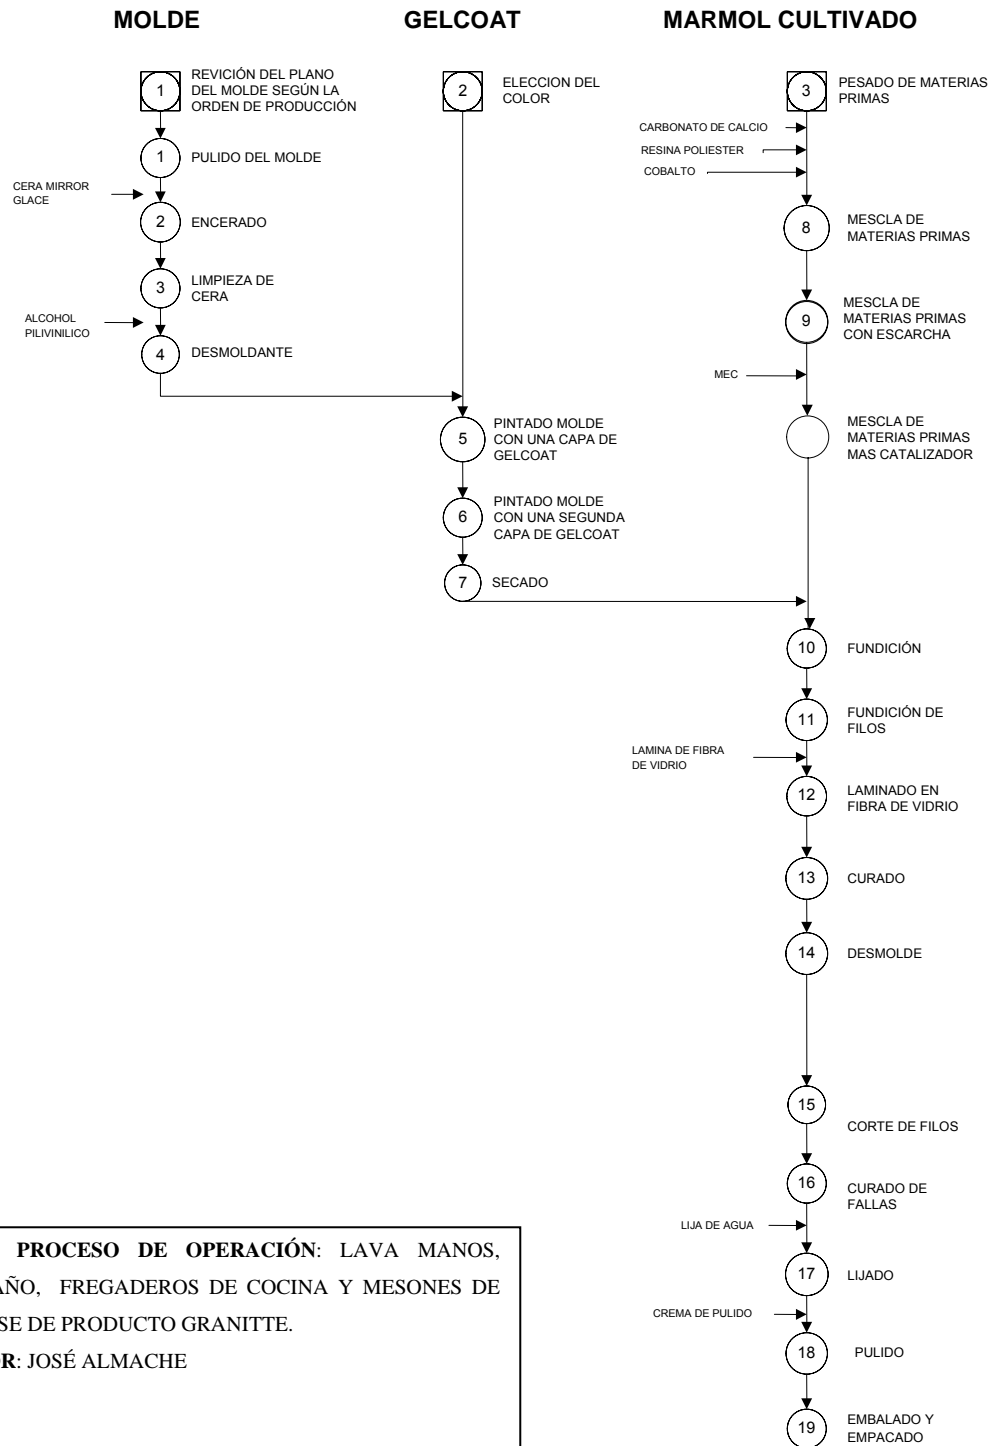 MOLDE
GELCOAT
MARMOL CULTIVADO
1
REVICIÓN DEL PLANO
DEL MOLDE SEGÚN LA
ORDEN DE PRODUCCIÓN
2
ELECCION DEL
COLOR
3
PESADO DE MATERIAS
PRIMAS
CARBONATO DE CALCIO
RESINA POLIESTER
COBALTO
1
PULIDO DEL MOLDE
CERA MIRROR
GLACE
2
ENCERADO
3
LIMPIEZA DE
CERA
ALCOHOL
PILIVINILICO
4
DESMOLDANTE
8
MESCLA DE
MATERIAS PRIMAS
9
MESCLA DE
MATERIAS PRIMAS
CON ESCARCHA
MEC
MESCLA DE
MATERIAS PRIMAS
MAS CATALIZADOR
5
PINTADO MOLDE
CON UNA CAPA DE
GELCOAT
6
PINTADO MOLDE
CON UNA SEGUNDA
CAPA DE GELCOAT
7
SECADO
10
FUNDICIÓN
11
FUNDICIÓN DE
FILOS
LAMINA DE FIBRA
DE VIDRIO
12
LAMINADO EN
FIBRA DE VIDRIO
13
CURADO
14
DESMOLDE
15
CORTE DE FILOS
16
CURADO DE
FALLAS
LIJA DE AGUA
17
LIJADO
CREMA DE PULIDO
18
PULIDO
19
EMBALADO Y
EMPACADO
PROCESO DE OPERACIÓN: LAVA MANOS,
AÑO, FREGADEROS DE COCINA Y MESONES DE
SE DE PRODUCTO GRANITTE.
OR: JOSÉ ALMACHE